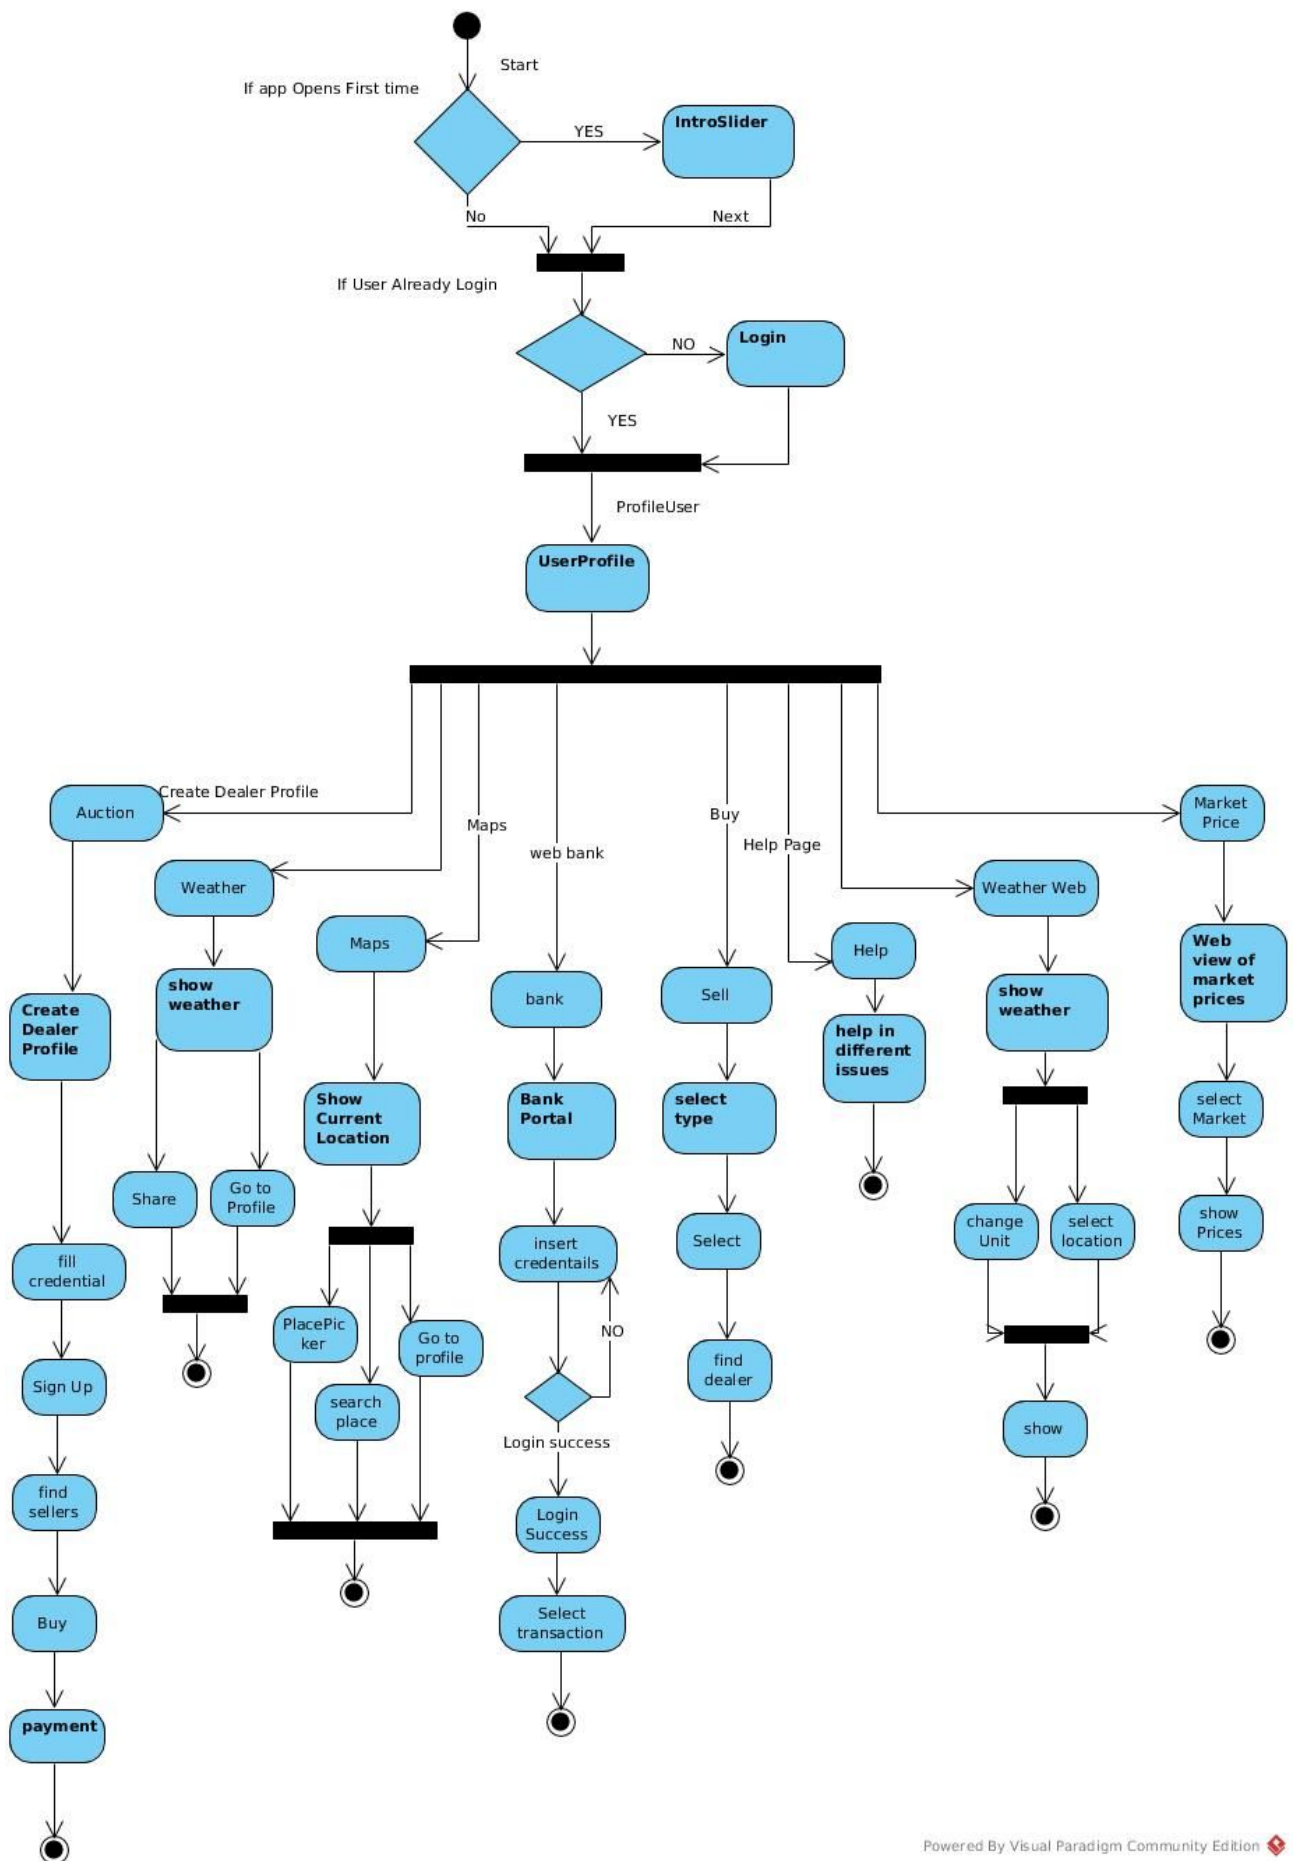 Start
If app Opens First time
YES
IntroSlider
No
Next
If User Already Login
NO
Login
YES
ProfileUser
UserProfile
Create Dealer Profile
Auction
Maps
web bank
Buy
Help Page
Market
Price
Weather
Weather Web
Maps
Help
bank
Sell
Create
Dealer
Profile
show
weather
Show
Current
Location
Bank
Portal
select
type
help in
different
issues
show
weather
Web
view of
market
prices
select
Market
Share
Go to
Profile
fill
credential
insert
credentails
Select
change
Unit
select
location
show
Prices
PlacePic
ker
Go to
profile
search
place
NO
find
dealer
Sign Up
Login success
show
find
sellers
Login
Success
Buy
Select
transaction
payment
Powered By Visual Paradigm Community Edition